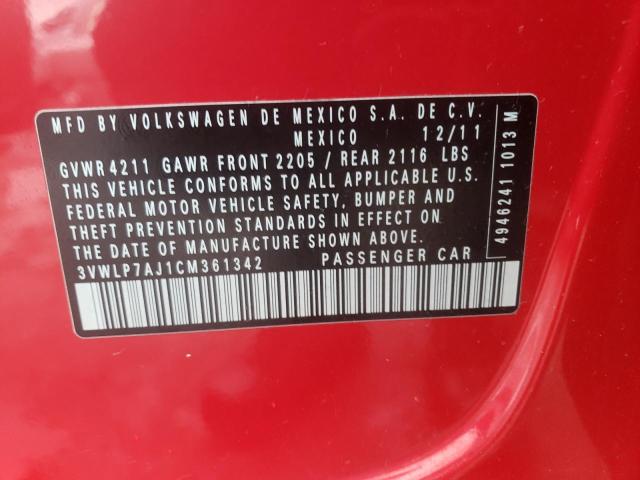 MFD BY VOLKSWAGEN DE MEXICO S.A. DE C.V.
MEXICO 12/11
GVWR 4211 GAWR FRONT 2205 / REAR 2116 LBS
THIS VEHICLE CONFORMS TO ALL APPLICABLE U.S.
FEDERAL MOTOR VEHICLE SAFETY, BUMPER AND
THEFT PREVENTION STANDARDS IN EFFECT ON
THE DATE OF MANUFACTURE SHOWN ABOVE.
3VWLP7AJ1CM361342 PASSENGER CAR
4946241 1013 M